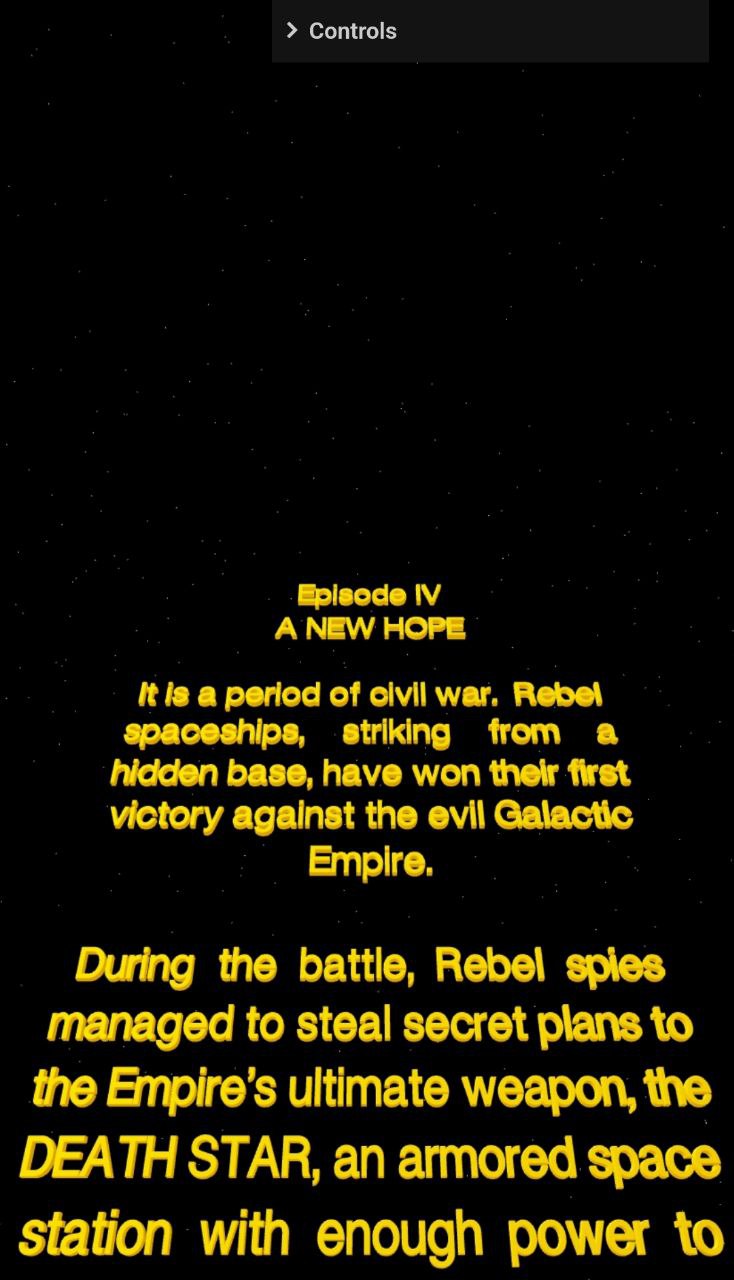 Controls
Episode IV
A NEW HOPE
It is a period of civil war. Rebel
spaceships, striking from a
hidden base, have won their first
victory against the evil Galactic
Empire.
During the battle, Rebel spies
managed to steal secret plans to
the Empire’s ultimate weapon, the
DEATH STAR, an armored space
station with enough power to